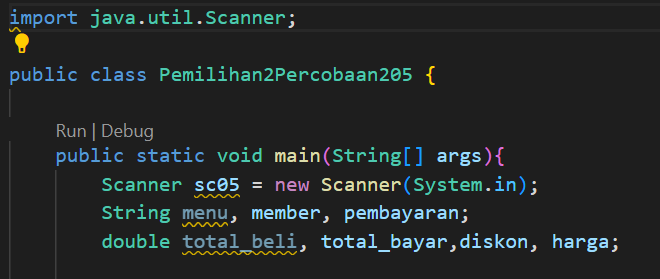 import java.util.Scanner;
public class Pemilihan2Percobaan205 {
Run | Debug
public static void main(String[] args){
Scanner sc05 = new Scanner(System.in);
String menu, member, pembayaran;
double total_beli, total_bayar,diskon, harga;